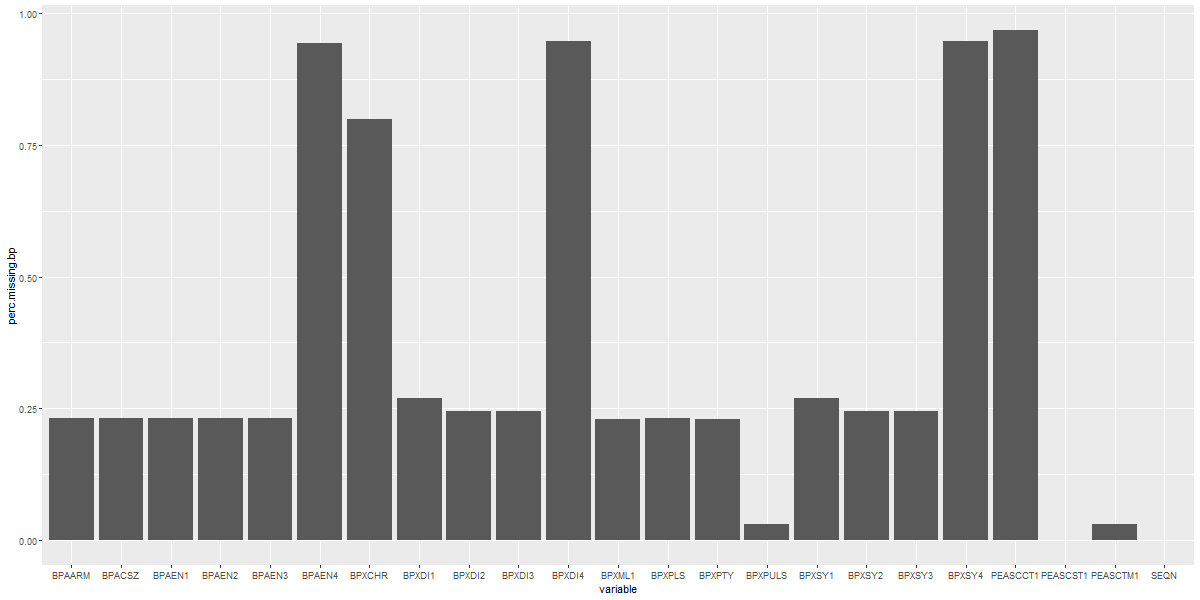 perc.missing.bp
1.00
0.75
0.50
0.25
0.00
BPAARM BPACSZ BPAEN1 BPAEN2 BPAEN3 BPAEN4 BPXCHR BPXDI1 BPXDI2 BPXDI3 BPXDI4 BPXML1 BPXPLS BPXPTY BPXPULS BPXSY1 BPXSY2 BPXSY3 BPXSY4 PEASCCT1 PEASCST1 PEASCTM1 SEQN
variable